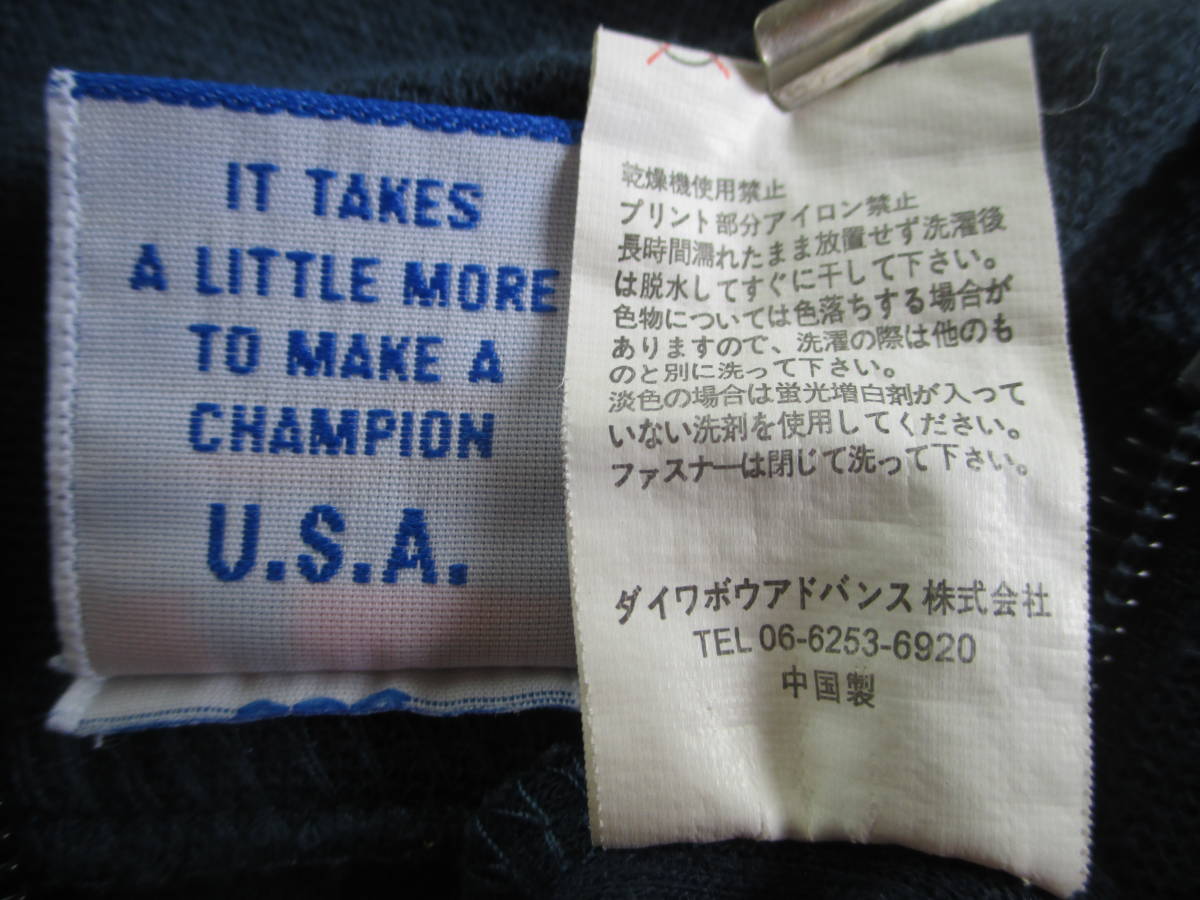 IT TAKES
A LITTLE MORE
TO MAKE A
CHAMPION
U.S.A.
乾燥機使用禁止
プリント部分アイロン禁止
長時間濡れたまま放置せず洗濯後
は脱水してすぐに干して下さい。
色物については色落ちする場合が
ありますので、洗濯の際は他のも
のと別に洗って下さい。
淡色の場合は蛍光増白剤が入って
いない洗剤を使用してください。
ファスナーは閉じて洗って下さい。
ダイワボウアドバンス株式会社
TEL 06-6253-6920
中国製